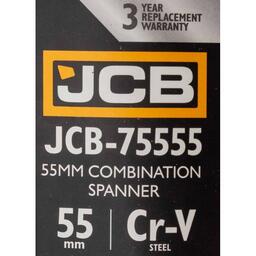 3 YEAR
REPLACEMENT
WARRANTY
JCB
JCB-75555
55MM COMBINATION
SPANNER
55 mm
Cr-V STEEL